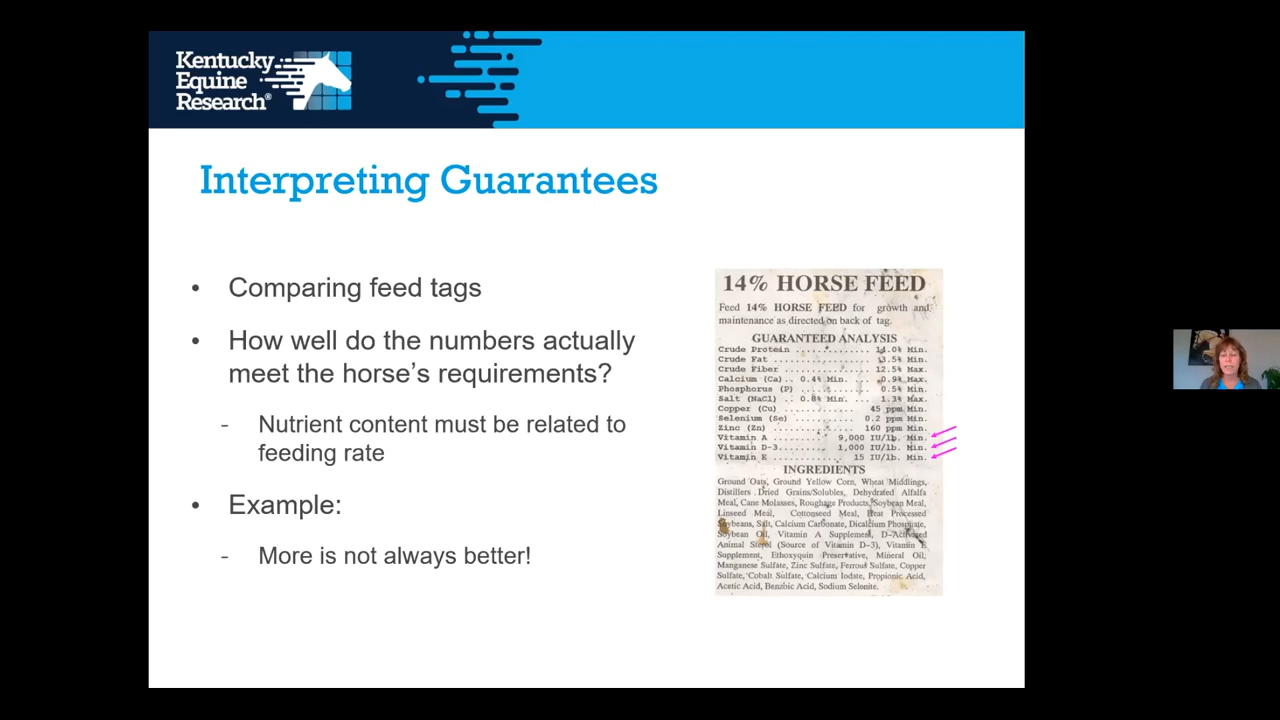 Kentucky
Equine
Research®
Interpreting Guarantees
• Comparing feed tags
• How well do the numbers actually
meet the horse's requirements?
- Nutrient content must be related to
feeding rate
• Example:
- More is not always better!
14% HORSE FEED
Feed 14% HORSE FEED for growth and
maintenance as directed on back of tag.
GUARANTEED ANALYSIS
Crude Protein ............. 14.0% Min.
Crude Fat ................. 3.5% Min.
Crude Fiber ............... 12.5% Max.
Calcium (Ca).. 0.4% Min. ... 0.9% Max.
Phosphorus (P) ............ 0.5% Min.
Salt (NaCl) .. 0.8% Min. ... 1.3% Max.
Copper (Cu) ............... 45 ppm Min.
Selenium (Se) ............. 0.2 ppm Min.
Zinc (Zn) ................. 160 ppm Min.
Vitamin A ......... 9,000 IU/lb. Min.
Vitamin D-3........ 1,000 IU/lb. Min.
Vitamin E ............ 15 IU/lb. Min.
INGREDIENTS
Ground Oats, Ground Yellow Corn, Wheat Middlings,
Distillers Dried Grains/Solubles, Dehydrated Alfalfa
Meal, Cane Molasses, Roughage Products, Soybean Meal,
Linseed Meal, Cottonseed Meal, Heat Processed
Soybeans, Salt, Calcium Carbonate, Dicalcium Phosphate,
Soybean Oil, Vitamin A Supplement, D-Activated
Animal Sterol (Source of Vitamin D-3), Vitamin E
Supplement, Ethoxyquin Preservative, Mineral Oil,
Manganese Sulfate, Zinc Sulfate, Ferrous Sulfate, Copper
Sulfate, Cobalt Sulfate, Calcium Iodate, Propionic Acid,
Acetic Acid, Benzoic Acid, Sodium Selenite.